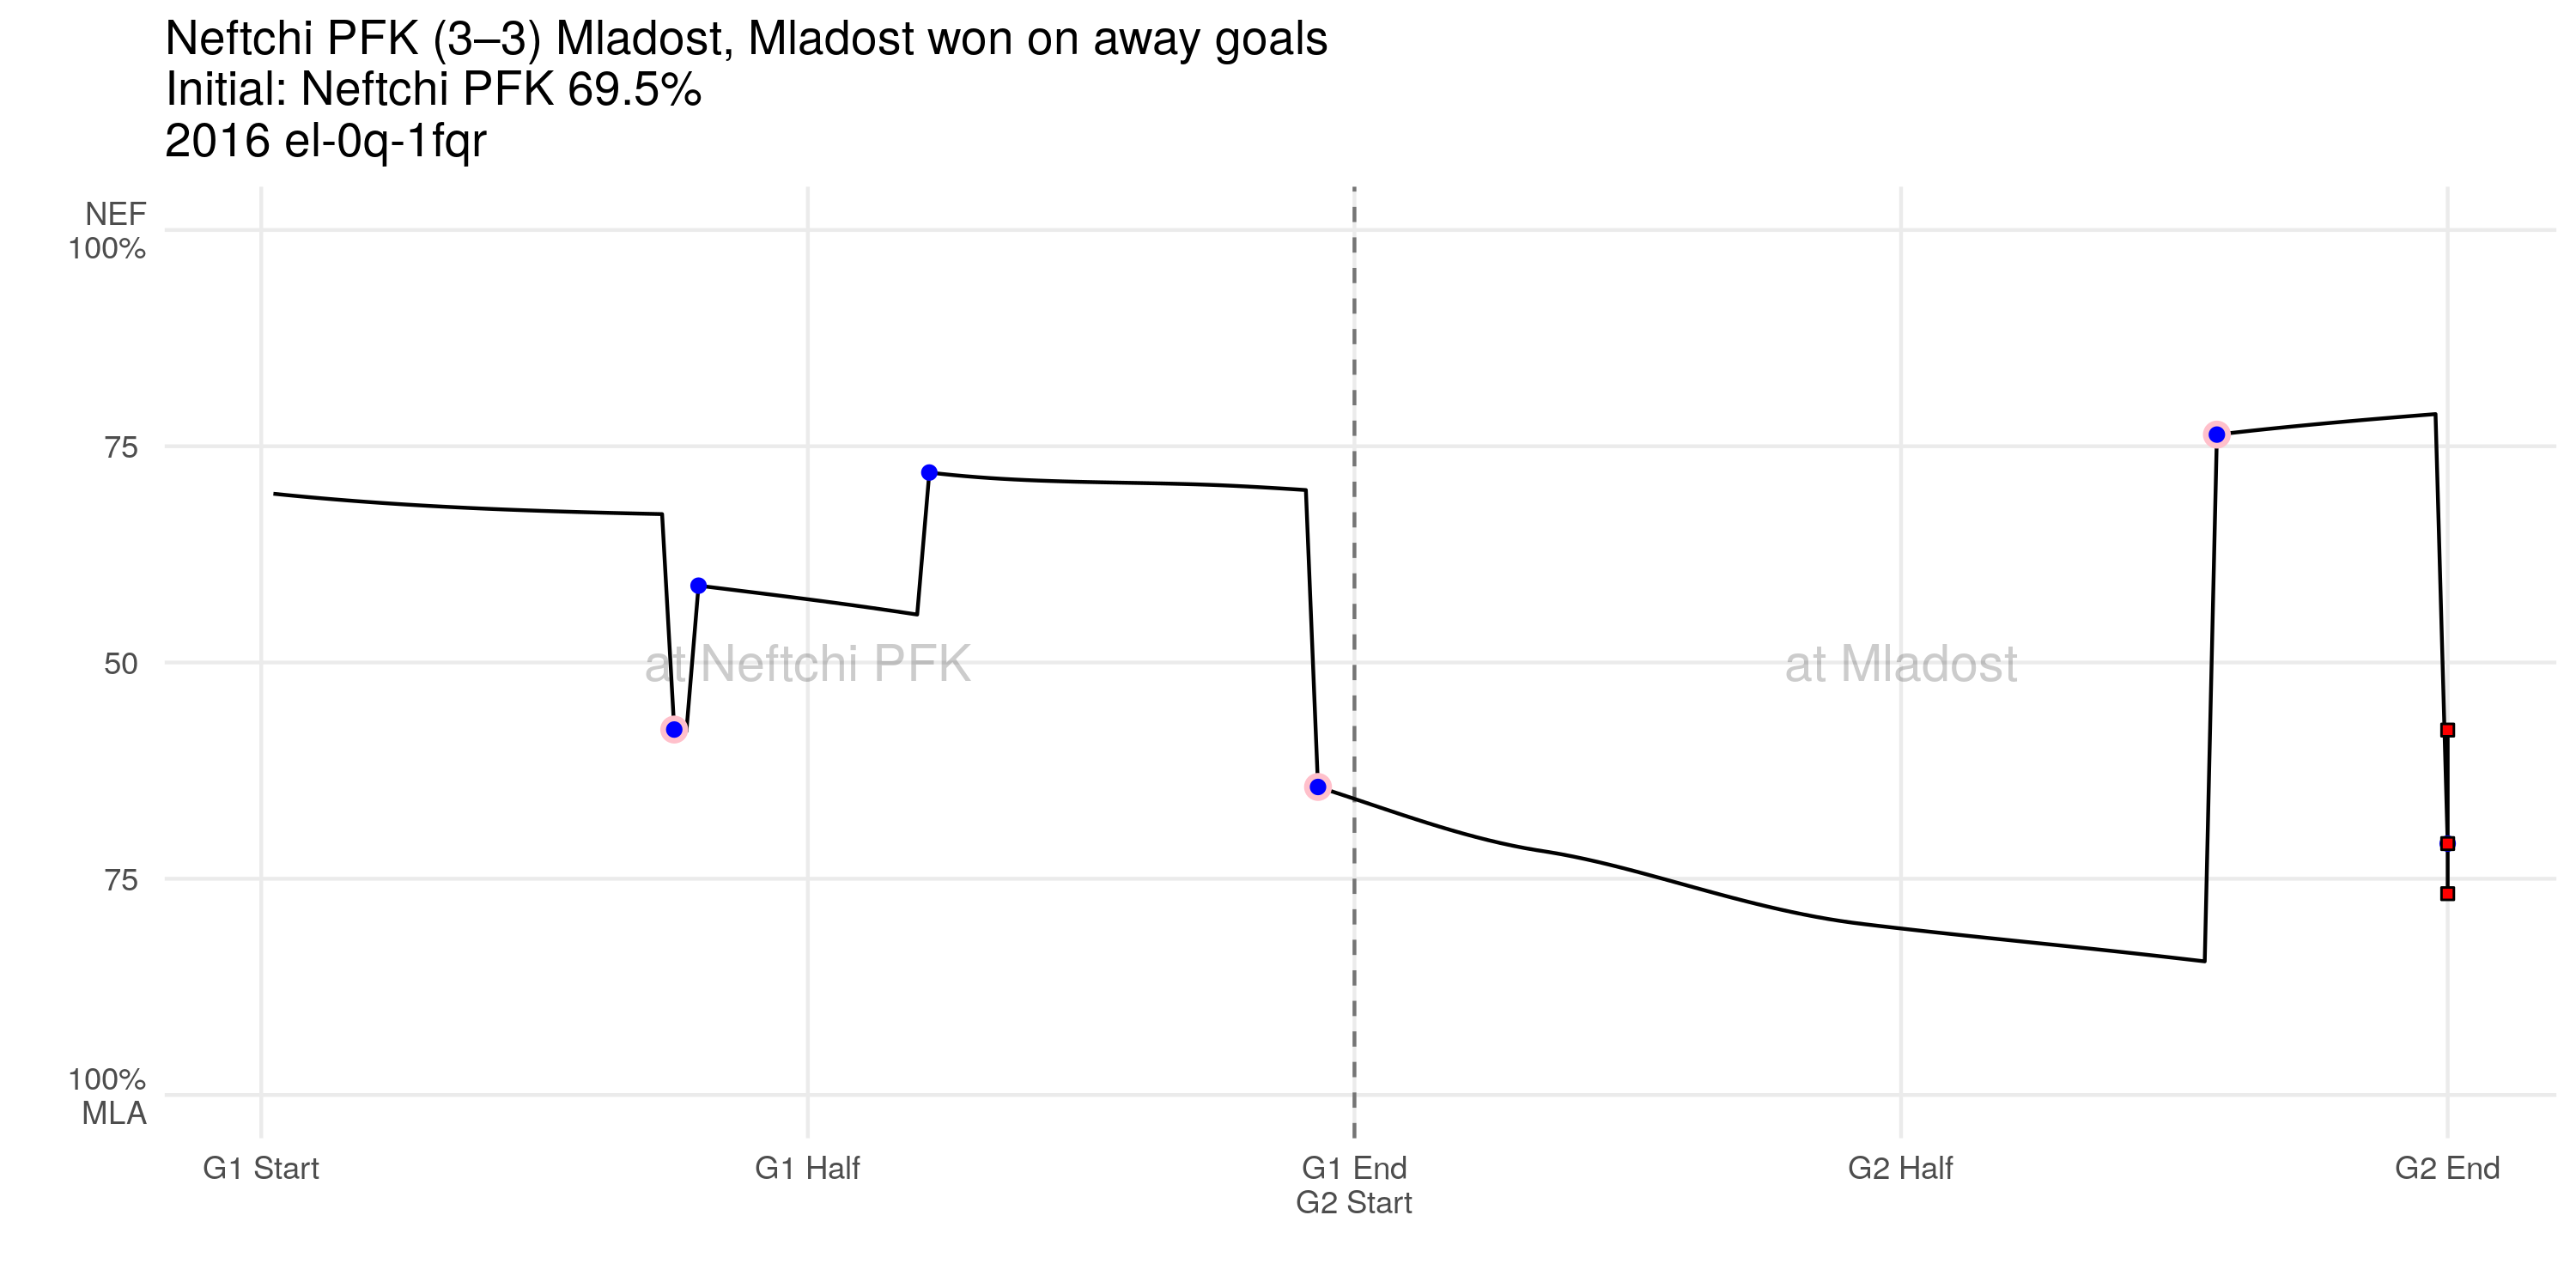 Neftchi PFK (3–3) Mladost, Mladost won on away goals
Initial: Neftchi PFK 69.5%
2016 el-0q-1fqr
NEF
100%
75
50
75
100%
MLA
at Neftchi PFK
at Mladost
G1 Start
G1 Half
G1 End
G2 Start
G2 Half
G2 End